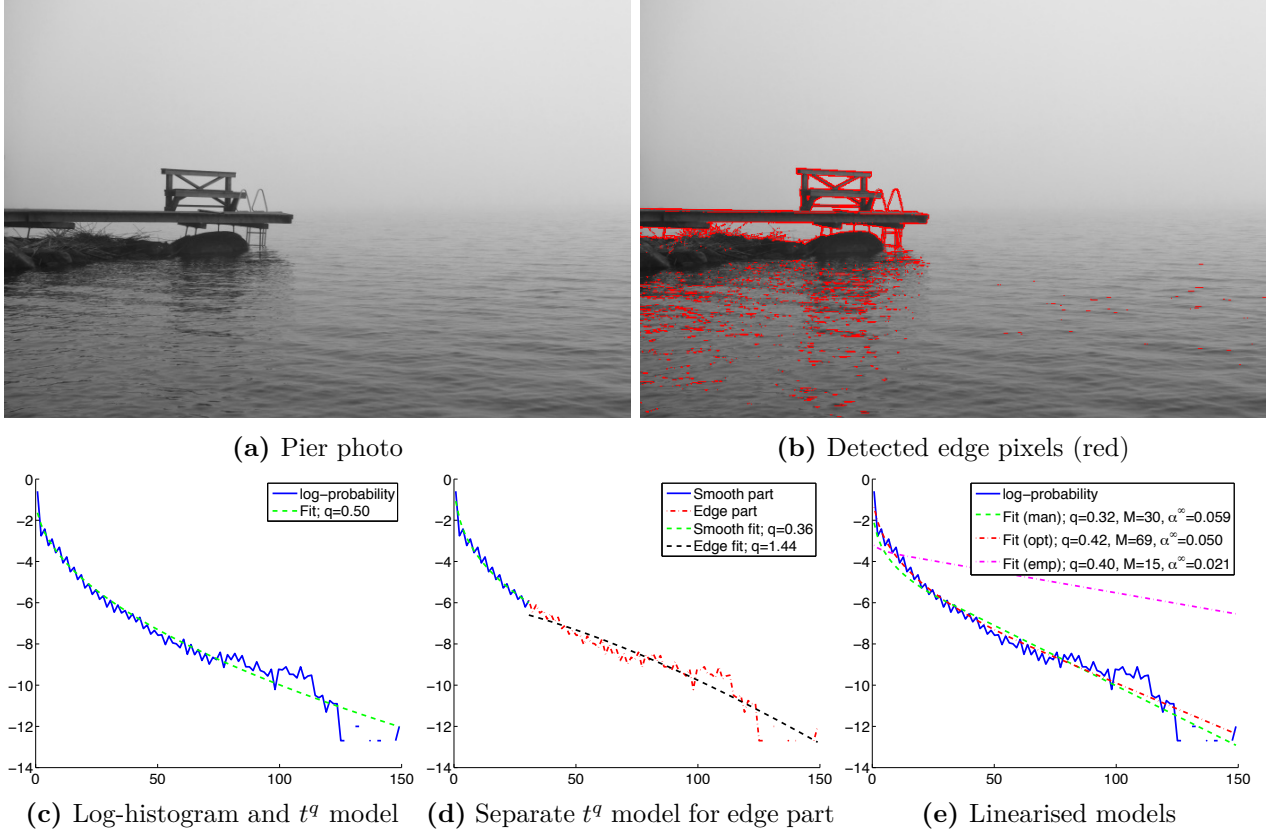 (a) Pier photo
(b) Detected edge pixels (red)
0
−2
−4
−6
−8
−10
−12
−14
0
50
100
150
log−probability
Fit; q=0.50
(c) Log-histogram and t^q model
0
−2
−4
−6
−8
−10
−12
−14
0
50
100
150
Smooth part
Edge part
Smooth fit; q=0.36
Edge fit; q=1.44
(d) Separate t^q model for edge part
0
−2
−4
−6
−8
−10
−12
−14
0
50
100
150
log−probability
Fit (man); q=0.32, M=30, α^∞=0.059
Fit (opt); q=0.42, M=69, α^∞=0.050
Fit (emp); q=0.40, M=15, α^∞=0.021
(e) Linearised models